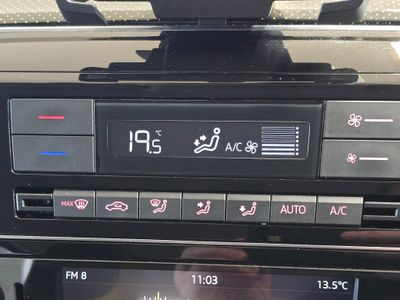 19.5 °C A/C
MAX AUTO A/C
FM 8 11:03 13.5°C